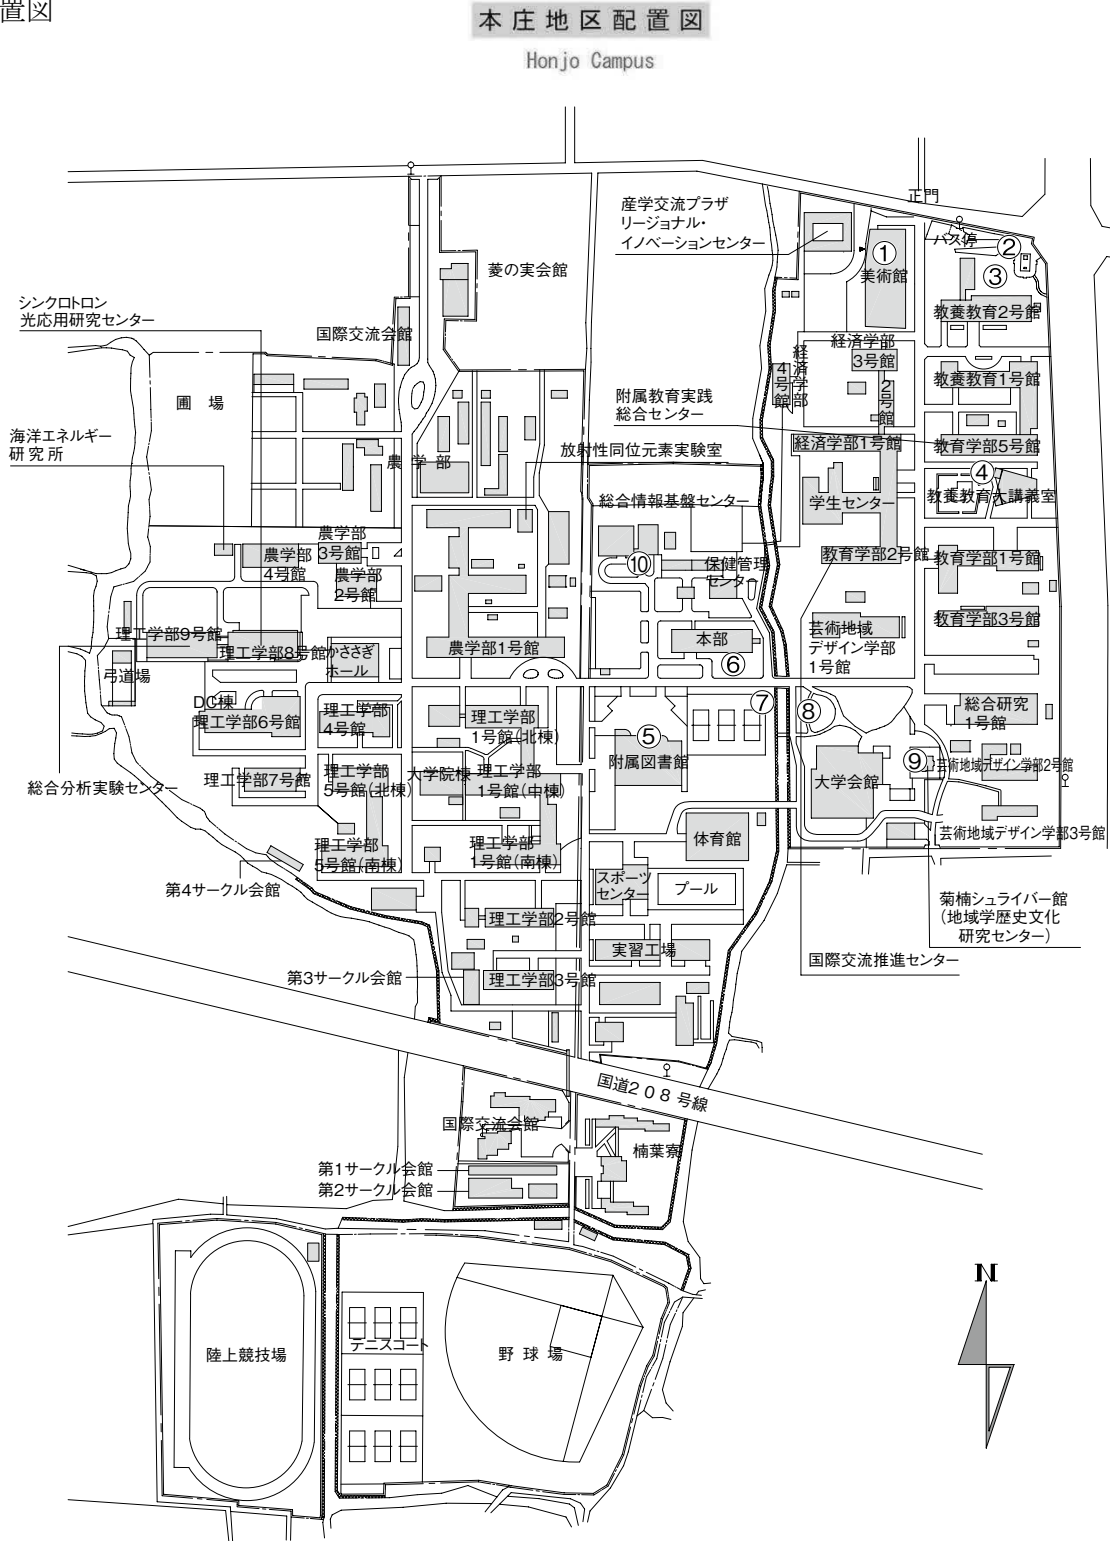 置図
本庄地区配置図
Honjo Campus
正門
産学交流プラザ
リージョナル・
イノベーションセンター
バス停
②
①
美術館
③
菱の実会館
シンクロトロン
光応用研究センター
国際交流会館
教養教育2号館
経済学部
3号館
経済学部
4号館
2号館
教養教育1号館
圃場
附属教育実践
総合センター
海洋エネルギー
研究所
農学部
放射性同位元素実験室
経済学部1号館
教育学部5号館
④
教養教育大講義室
総合情報基盤センター
学生センター
農学部
3号館
農学部
4号館
農学部
2号館
⑩
保健管理
センター
教育学部2号館
教育学部1号館
教育学部3号館
理工学部9号館
理工学部8号館
かささぎ
ホール
農学部1号館
本部
⑥
芸術地域
デザイン学部
1号館
弓道場
DC棟
理工学部6号館
理工学部
4号館
理工学部
1号館(北棟)
⑦
⑧
総合研究
1号館
⑤
附属図書館
大学会館
⑨
芸術地域デザイン学部2号館
総合分析実験センター
理工学部7号館
理工学部
5号館(北棟)
大学院棟
理工学部
1号館(中棟)
芸術地域デザイン学部3号館
理工学部
5号館(南棟)
理工学部
1号館(南棟)
体育館
第4サークル会館
スポーツ
センター
プール
菊楠シュライバー館
(地域学歴史文化
研究センター)
理工学部2号館
実習工場
国際交流推進センター
第3サークル会館
理工学部3号館
国道208号線
国際交流会館
楠葉寮
第1サークル会館
第2サークル会館
N
陸上競技場
テニスコート
野球場